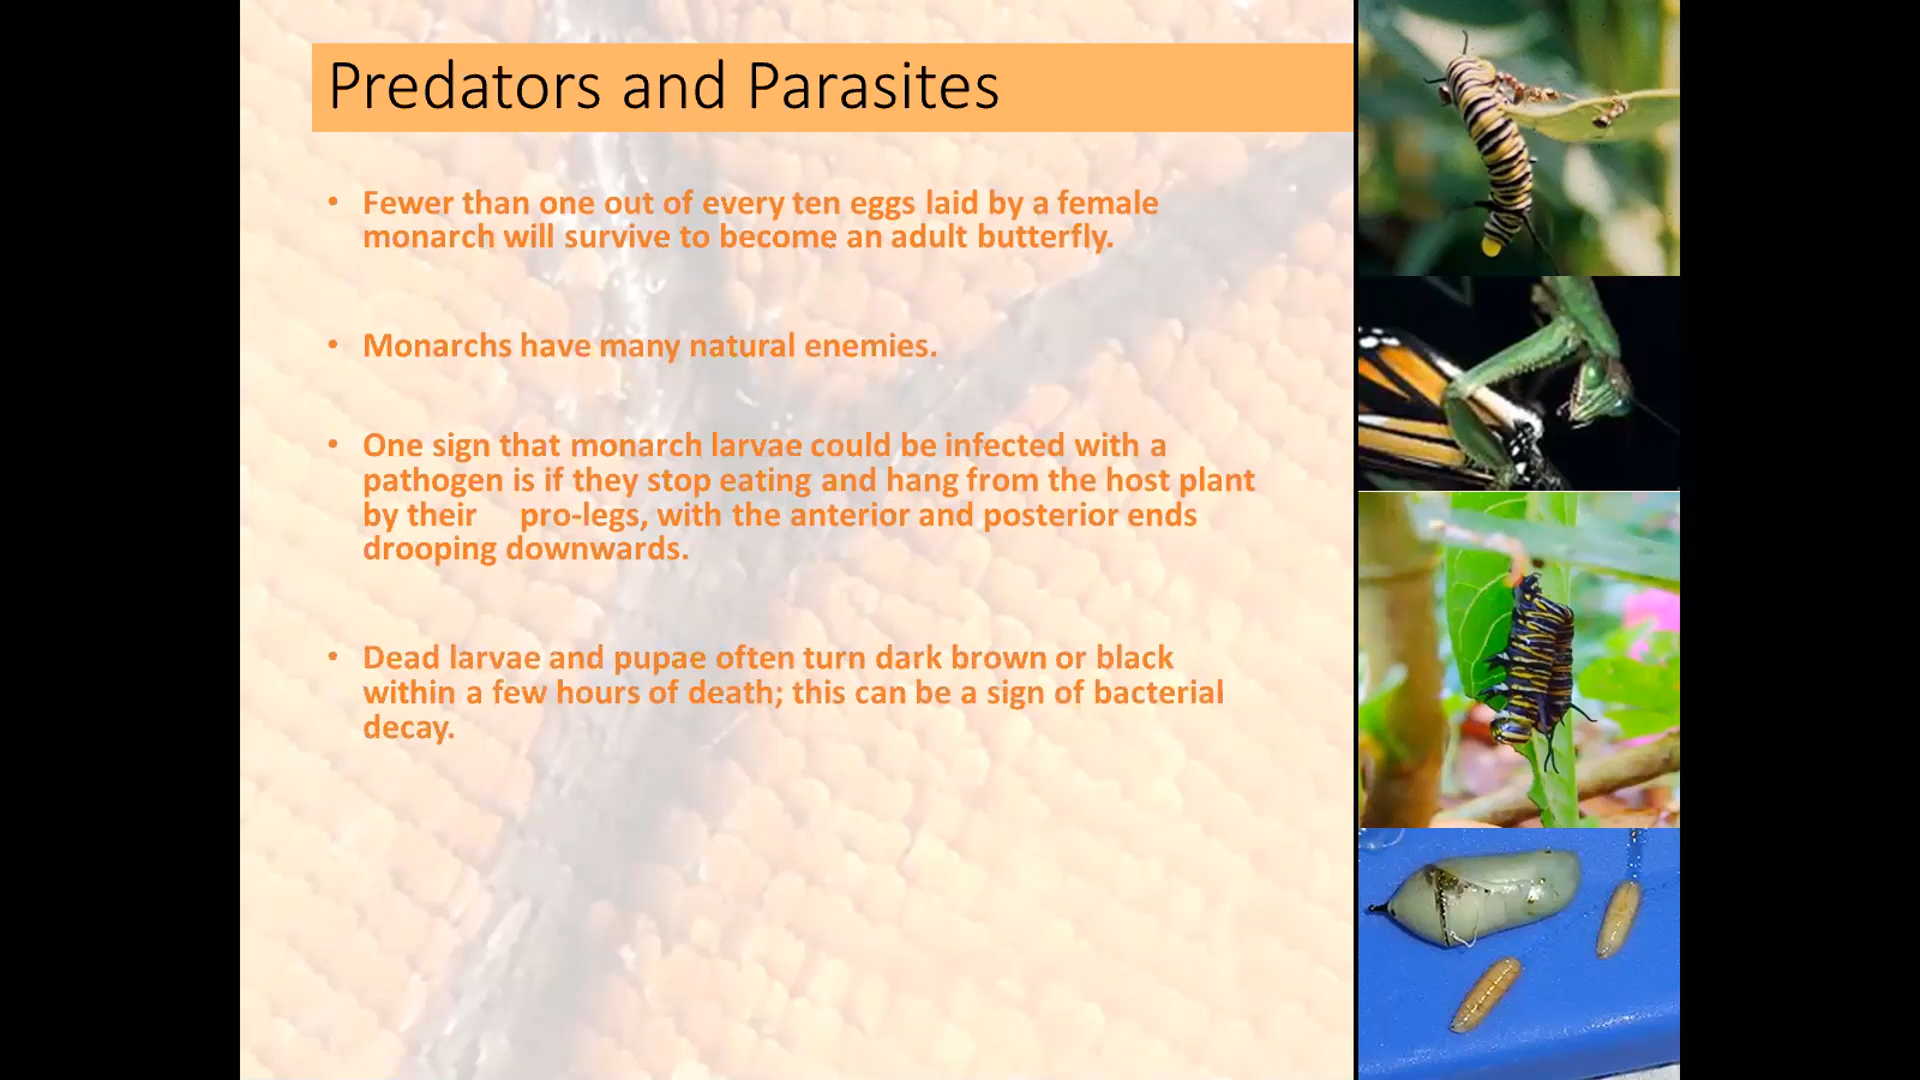 Predators and Parasites
• Fewer than one out of every ten eggs laid by a female
monarch will survive to become an adult butterfly.
• Monarchs have many natural enemies.
• One sign that monarch larvae could be infected with a
pathogen is if they stop eating and hang from the host plant
by their pro-legs, with the anterior and posterior ends
drooping downwards.
• Dead larvae and pupae often turn dark brown or black
within a few hours of death; this can be a sign of bacterial
decay.